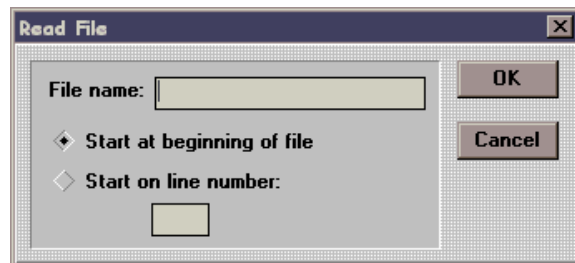 Read File
File name:
OK
Start at beginning of file
Cancel
Start on line number: